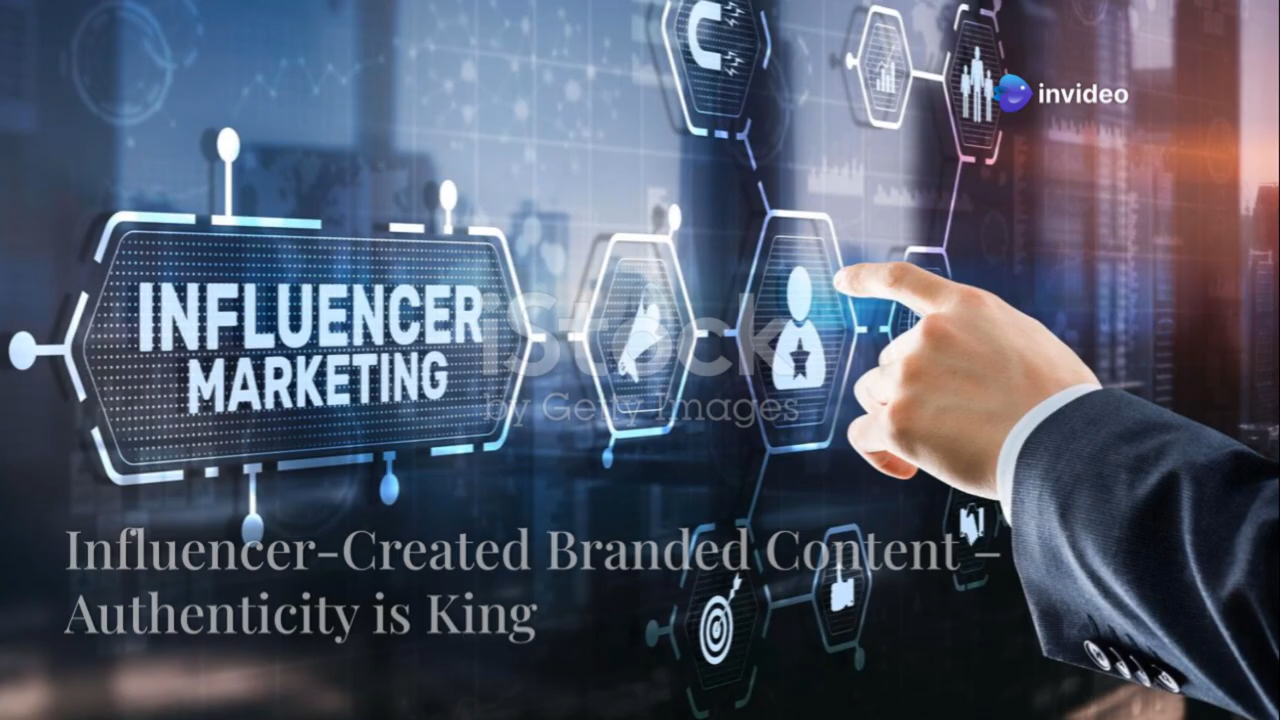 invideo
INFLUENCER
MARKETING
iStock
by Getty Images
Influencer-Created Branded Content –
Authenticity is King